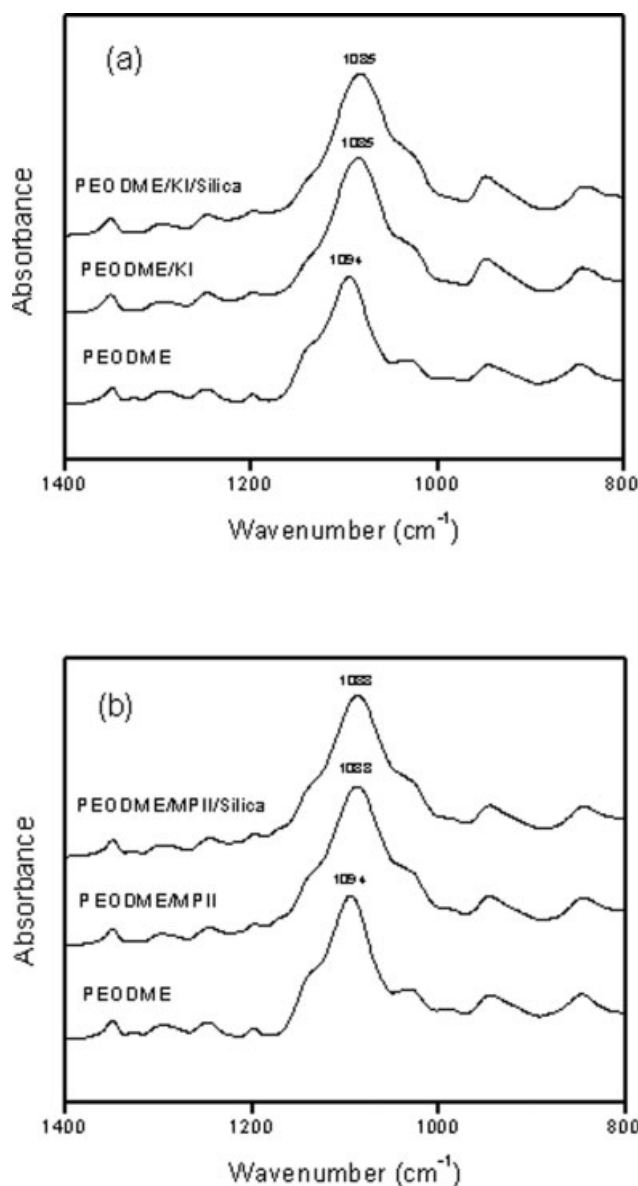 (a)
1085
PEODME/KI/Silica
1085
PEODME/KI
1094
PEODME
Absorbance
1400 1200 1000 800
Wavenumber (cm⁻¹)
(b)
1088
PEODME/MPII/Silica
1088
PEODME/MPII
1094
PEODME
Absorbance
1400 1200 1000 800
Wavenumber (cm⁻¹)